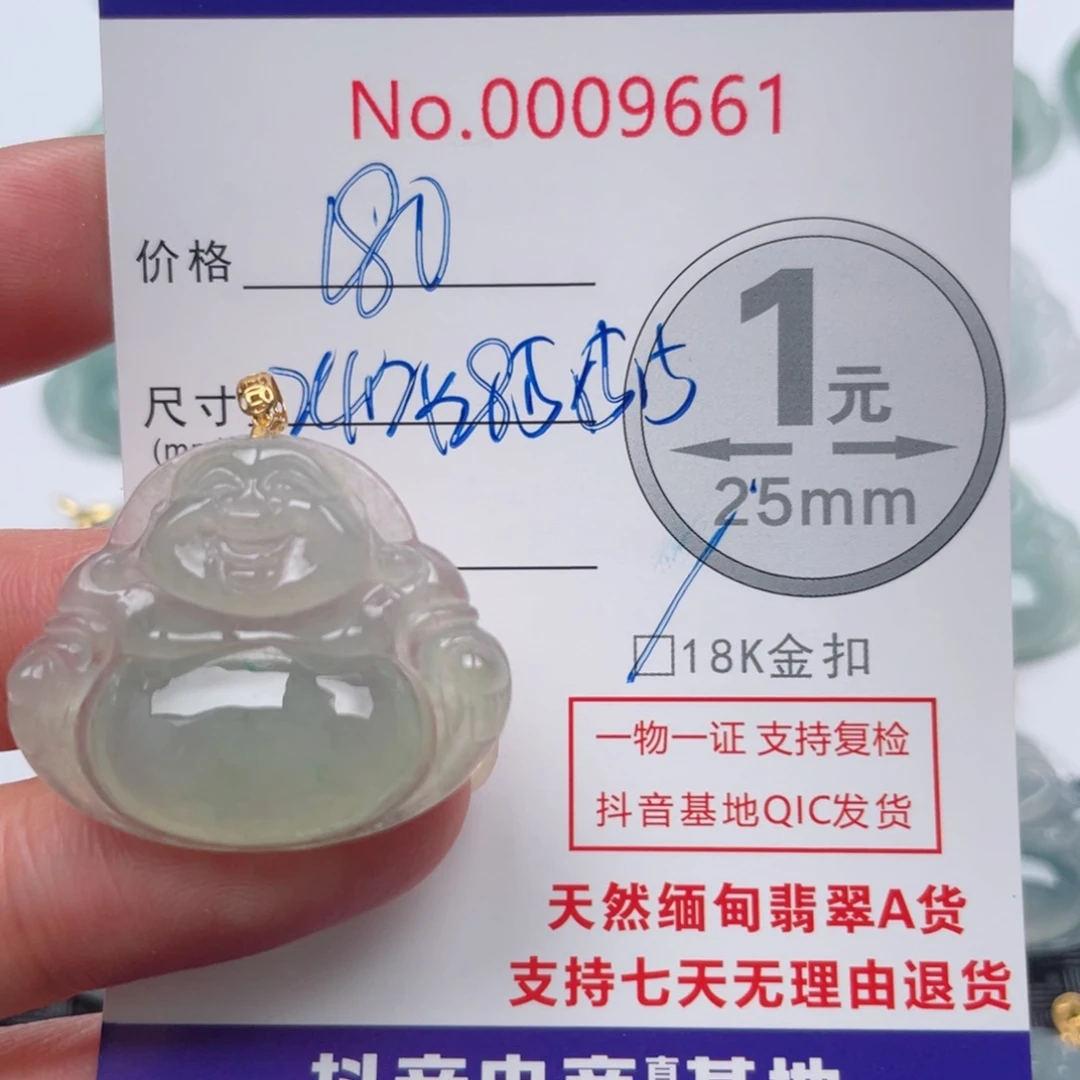 No.0009661
价格 180
尺寸
1元
25mm
18K金扣
一物一证 支持复检
抖音基地QIC发货
天然缅甸翡翠A货
支持七天无理由退货